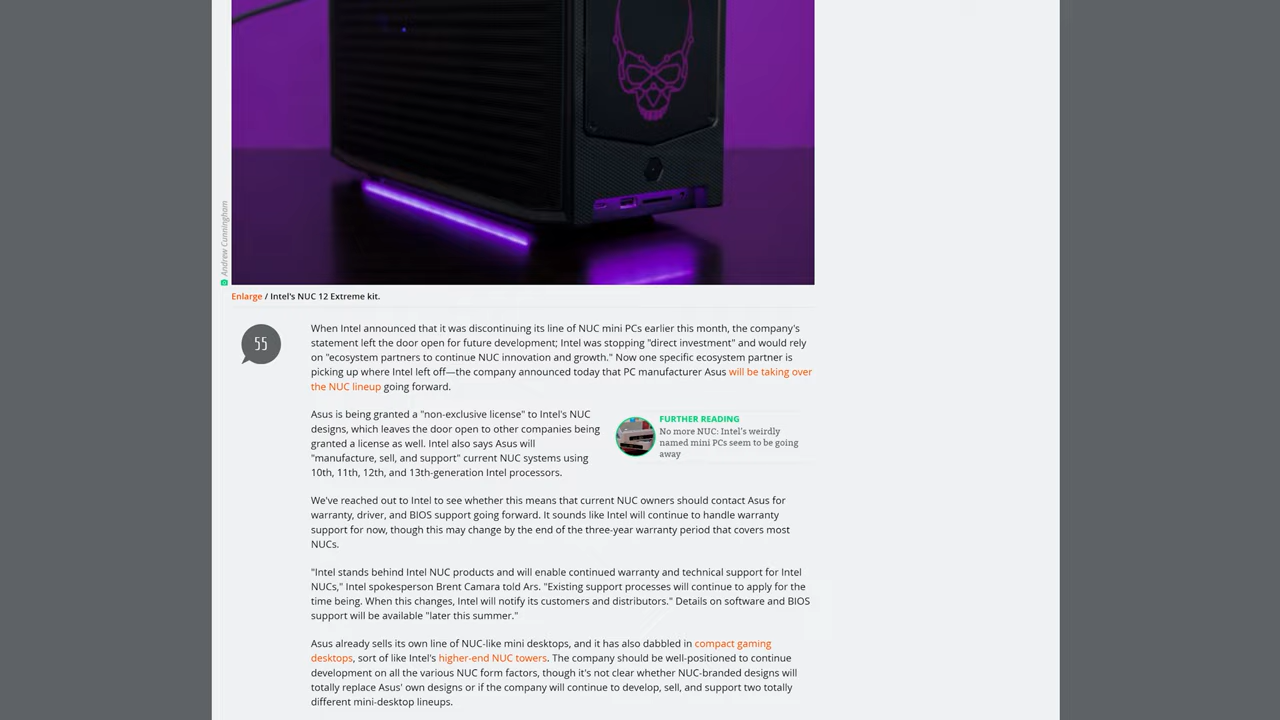 Andrew Cunningham
Enlarge / Intel's NUC 12 Extreme kit.
55
When Intel announced that it was discontinuing its line of NUC mini PCs earlier this month, the company's
statement left the door open for future development; Intel was stopping "direct investment" and would rely
on "ecosystem partners to continue NUC innovation and growth." Now one specific ecosystem partner is
picking up where Intel left off—the company announced today that PC manufacturer Asus will be taking over
the NUC lineup going forward.
Asus is being granted a "non-exclusive license" to Intel's NUC
designs, which leaves the door open to other companies being
granted a license as well. Intel also says Asus will
"manufacture, sell, and support" current NUC systems using
10th, 11th, 12th, and 13th-generation Intel processors.
FURTHER READING
No more NUC: Intel's weirdly
named mini PCs seem to be going
away
We've reached out to Intel to see whether this means that current NUC owners should contact Asus for
warranty, driver, and BIOS support going forward. It sounds like Intel will continue to handle warranty
support for now, though this may change by the end of the three-year warranty period that covers most
NUCs.
"Intel stands behind Intel NUC products and will enable continued warranty and technical support for Intel
NUCs," Intel spokesperson Brent Camara told Ars. "Existing support processes will continue to apply for the
time being. When this changes, Intel will notify its customers and distributors." Details on software and BIOS
support will be available "later this summer."
Asus already sells its own line of NUC-like mini desktops, and it has also dabbled in compact gaming
desktops, sort of like Intel's higher-end NUC towers. The company should be well-positioned to continue
development on all the various NUC form factors, though it's not clear whether NUC-branded designs will
totally replace Asus' own designs or if the company will continue to develop, sell, and support two totally
different mini-desktop lineups.